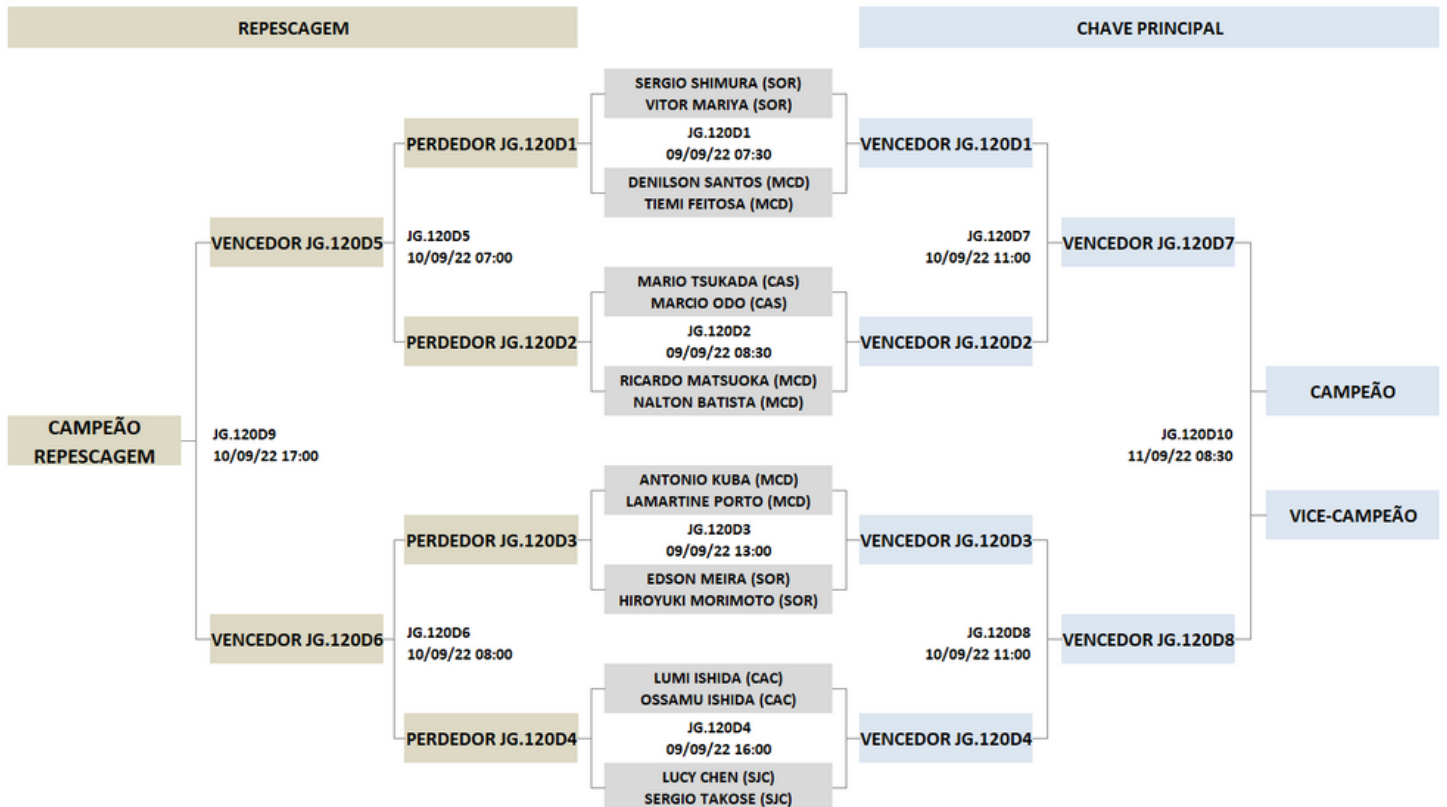 REPESCAGEM
CHAVE PRINCIPAL
SERGIO SHIMURA (SOR)
VITOR MARIYA (SOR)
PERDEDOR JG.120D1
JG.120D1
09/09/22 07:30
VENCEDOR JG.120D1
DENILSON SANTOS (MCD)
TIEMI FEITOSA (MCD)
VENCEDOR JG.120D5
JG.120D5
10/09/22 07:00
JG.120D7
10/09/22 11:00
VENCEDOR JG.120D7
MARIO TSUKADA (CAS)
MARCIO ODO (CAS)
PERDEDOR JG.120D2
JG.120D2
09/09/22 08:30
VENCEDOR JG.120D2
RICARDO MATSUOKA (MCD)
NALTON BATISTA (MCD)
CAMPEÃO
CAMPEÃO
REPESCAGEM
JG.120D9
10/09/22 17:00
JG.120D10
11/09/22 08:30
ANTONIO KUBA (MCD)
LAMARTINE PORTO (MCD)
VICE-CAMPEÃO
PERDEDOR JG.120D3
JG.120D3
09/09/22 13:00
VENCEDOR JG.120D3
EDSON MEIRA (SOR)
HIROYUKI MORIMOTO (SOR)
VENCEDOR JG.120D6
JG.120D6
10/09/22 08:00
JG.120D8
10/09/22 11:00
VENCEDOR JG.120D8
LUMI ISHIDA (CAC)
OSSAMU ISHIDA (CAC)
PERDEDOR JG.120D4
JG.120D4
09/09/22 16:00
VENCEDOR JG.120D4
LUCY CHEN (SJC)
SERGIO TAKOSE (SJC)